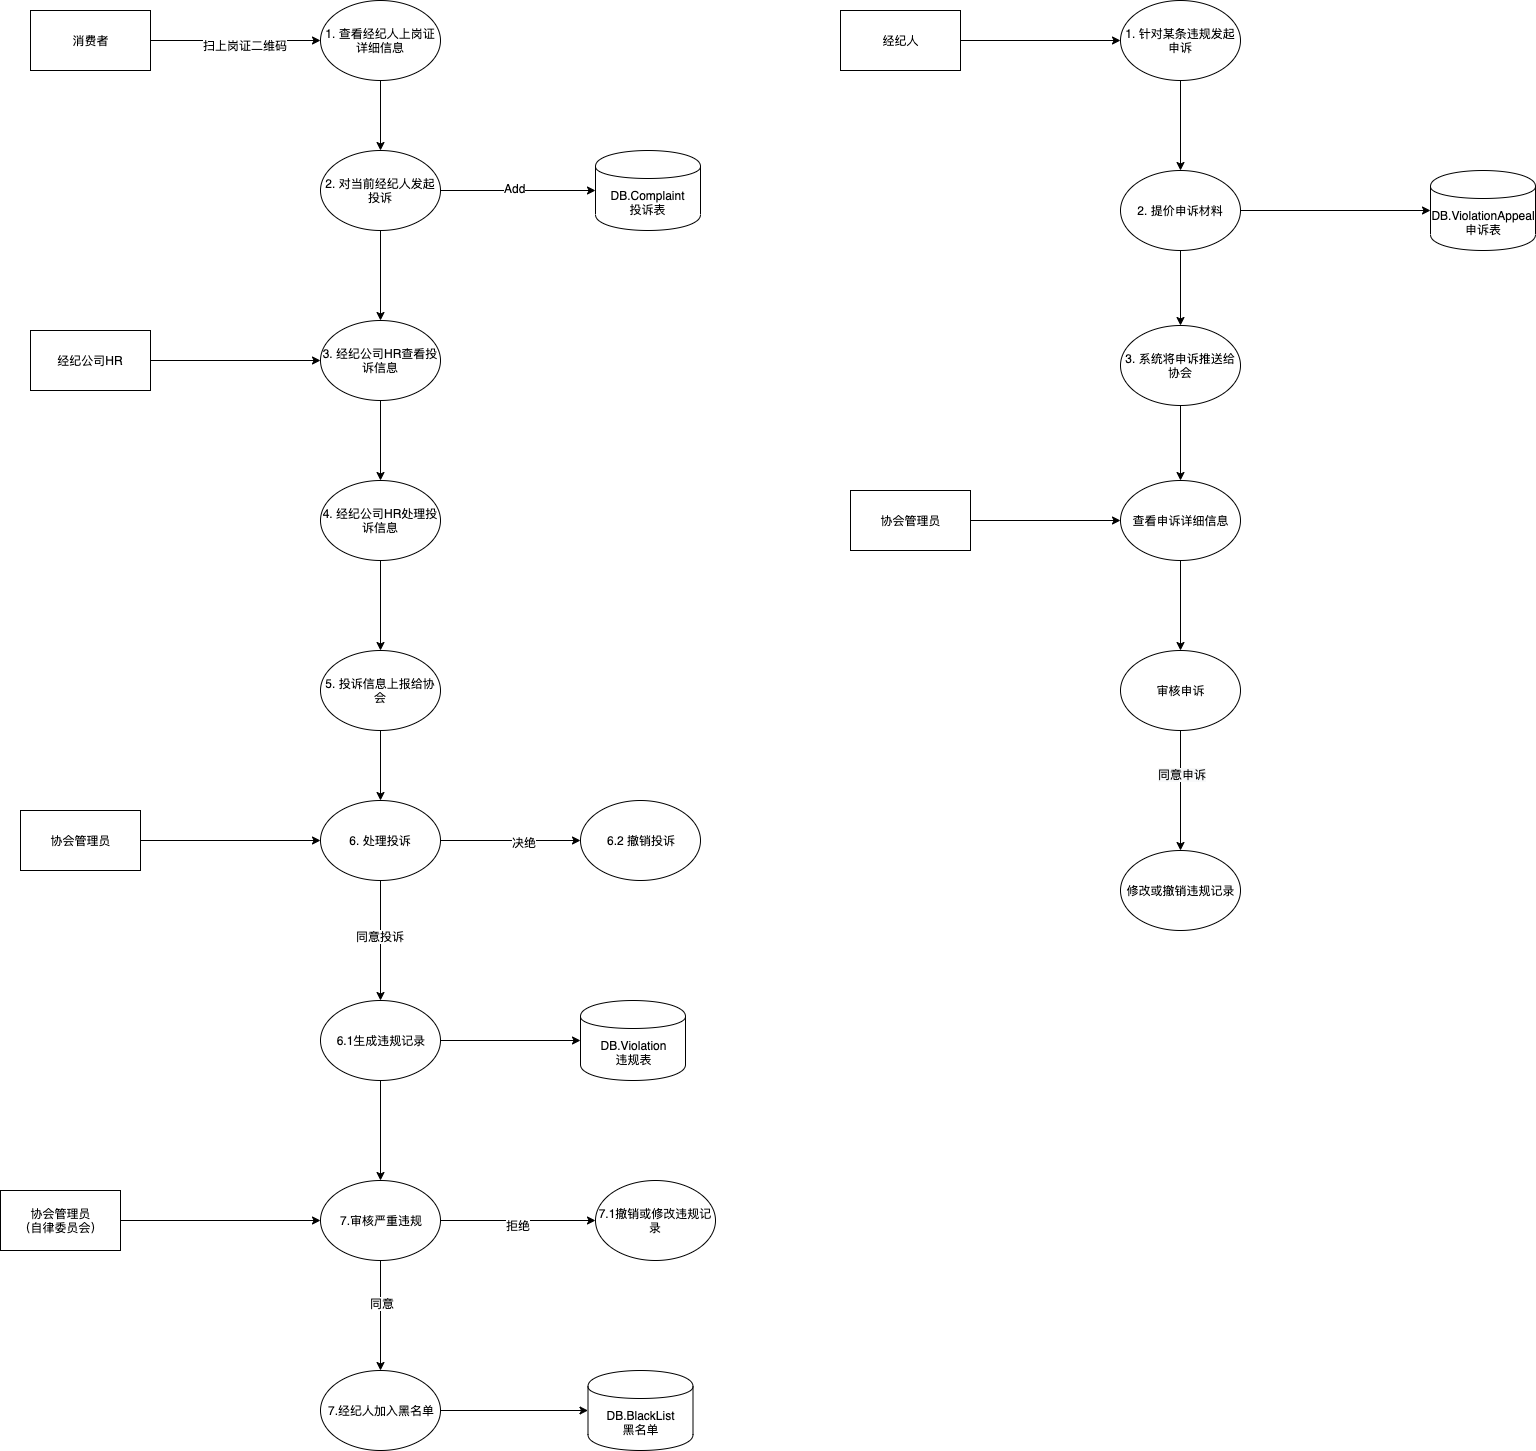 消费者
扫上岗证二维码
1. 查看经纪人上岗证
详细信息
2. 对当前经纪人发起
投诉
Add
DB.Complaint
投诉表
经纪公司HR
3. 经纪公司HR查看投
诉信息
4. 经纪公司HR处理投
诉信息
5. 投诉信息上报给协
会
协会管理员
6. 处理投诉
决绝
6.2 撤销投诉
同意投诉
6.1生成违规记录
DB.Violation
违规表
协会管理员
（自律委员会）
7.审核严重违规
拒绝
7.1撤销或修改违规记
录
同意
7.经纪人加入黑名单
DB.BlackList
黑名单
经纪人
1. 针对某条违规发起
申诉
2. 提价申诉材料
DB.ViolationAppeal
申诉表
3. 系统将申诉推送给
协会
协会管理员
查看申诉详细信息
审核申诉
同意申诉
修改或撤销违规记录